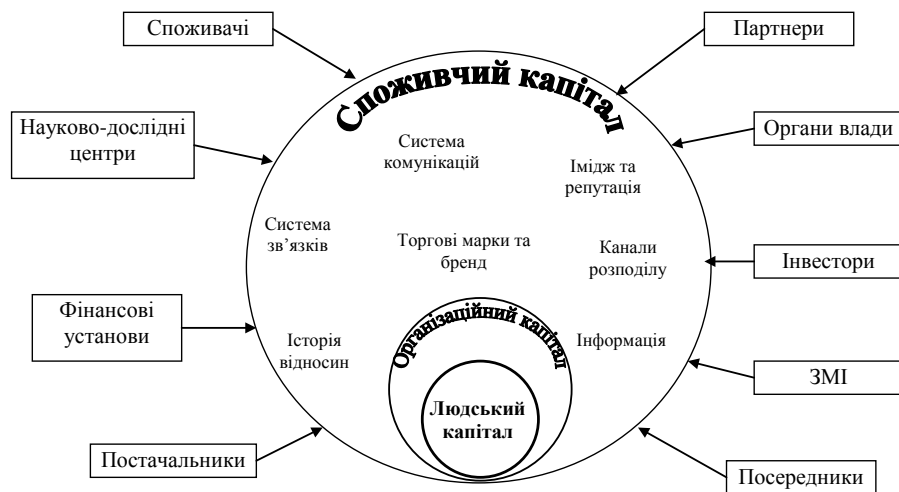 Споживачі
Партнери
Споживчий капітал
Науково-дослідні
центри
Органи влади
Система
комунікацій
Імідж та
репутація
Система
зв’язків
Торгові марки та
бренд
Канали
розподілу
Інвестори
Фінансові
установи
Організаційний капітал
Історія
відносин
Інформація
ЗМІ
Людський
капітал
Постачальники
Посередники